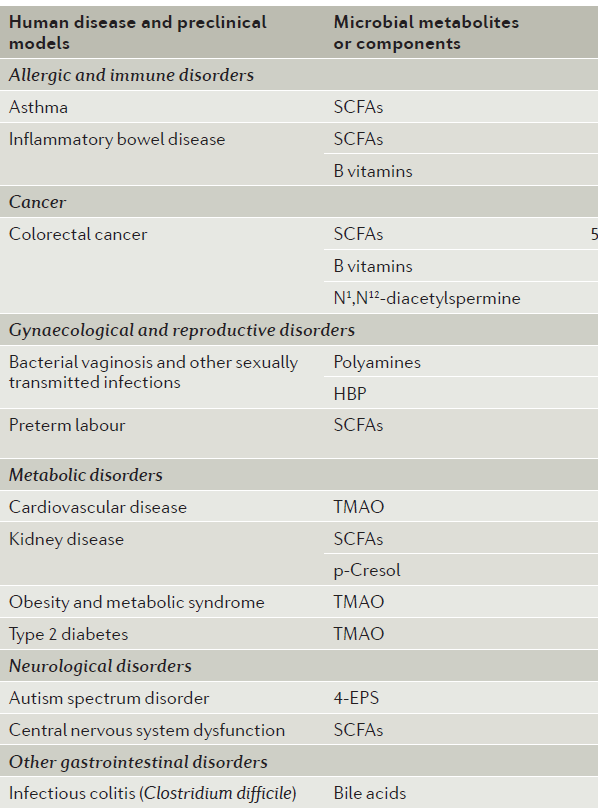 Human disease and preclinical models
Microbial metabolites or components
Allergic and immune disorders
Asthma
SCFAs
Inflammatory bowel disease
SCFAs
B vitamins
Cancer
Colorectal cancer
SCFAs
5
B vitamins
N¹,N¹²-diacetylspermine
Gynaecological and reproductive disorders
Bacterial vaginosis and other sexually
transmitted infections
Polyamines
HBP
Preterm labour
SCFAs
Metabolic disorders
Cardiovascular disease
TMAO
Kidney disease
SCFAs
p-Cresol
Obesity and metabolic syndrome
TMAO
Type 2 diabetes
TMAO
Neurological disorders
Autism spectrum disorder
4-EPS
Central nervous system dysfunction
SCFAs
Other gastrointestinal disorders
Infectious colitis (Clostridium difficile)
Bile acids